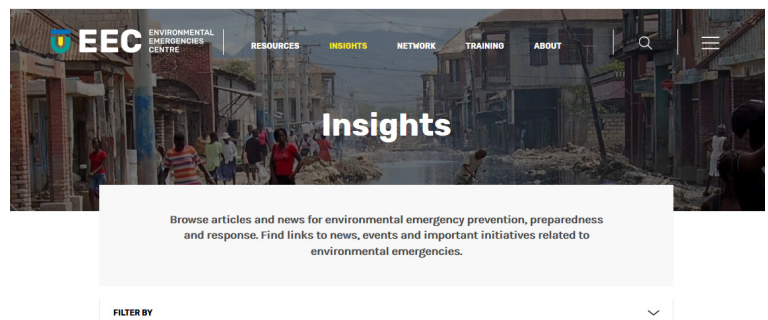 EEC ENVIRONMENTAL
EMERGENCIES
CENTRE
RESOURCES INSIGHTS NETWORK TRAINING ABOUT
Insights
Browse articles and news for environmental emergency prevention, preparedness
and response. Find links to news, events and important initiatives related to
environmental emergencies.
FILTER BY